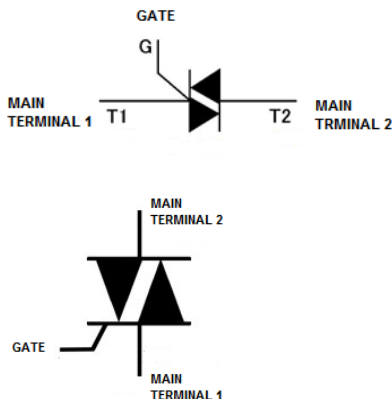 GATE
G
MAIN
TERMINAL 1
T1
T2
MAIN
TRMINAL 2
MAIN
TERMINAL 2
GATE
MAIN
TERMINAL 1